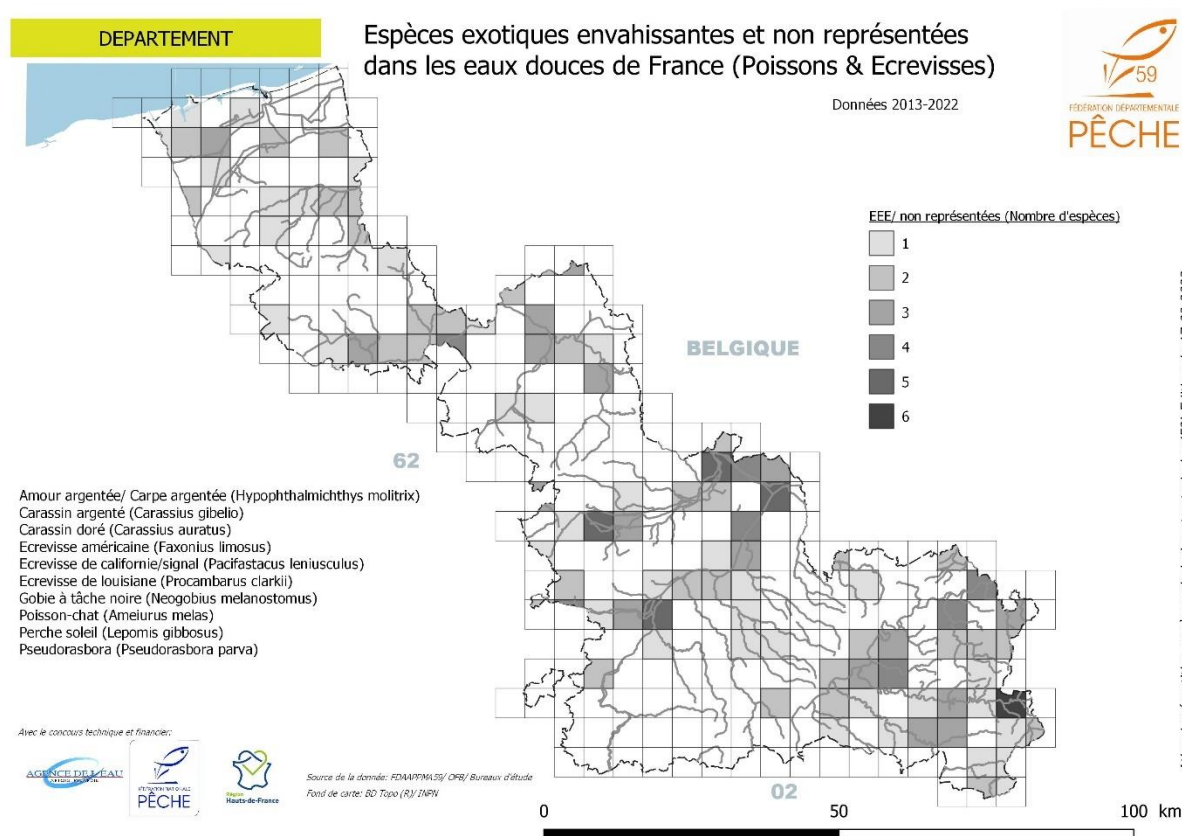 DEPARTEMENT
Espèces exotiques envahissantes et non représentées
dans les eaux douces de France (Poissons & Ecrevisses)
Données 2013-2022
59
FÉDÉRATION DÉPARTEMENTALE
PÊCHE
EEE/ non représentées (Nombre d'espèces)
1
2
3
4
5
6
BELGIQUE
62
Amour argentée/ Carpe argentée (Hypophthalmichthys molitrix)
Carassin argenté (Carassius gibelio)
Carassin doré (Carassius auratus)
Ecrevisse américaine (Faxonius limosus)
Ecrevisse de californie/signal (Pacifastacus leniusculus)
Ecrevisse de louisiane (Procambarus clarkii)
Gobie à tâche noire (Neogobius melanostomus)
Poisson-chat (Ameiurus melas)
Perche soleil (Lepomis gibbosus)
Pseudorasbora (Pseudorasbora parva)
Avec le concours technique et financier:
AGENCE DE L'EAU
FÉDÉRATION NATIONALE
PÊCHE
Région
Hauts-de-France
Source de la donnée: FDAAPPMA59/ OFB/ Bureaux d'étude
Fond de carte: BD Topo (R)/ INPN
02
0 50 100 km